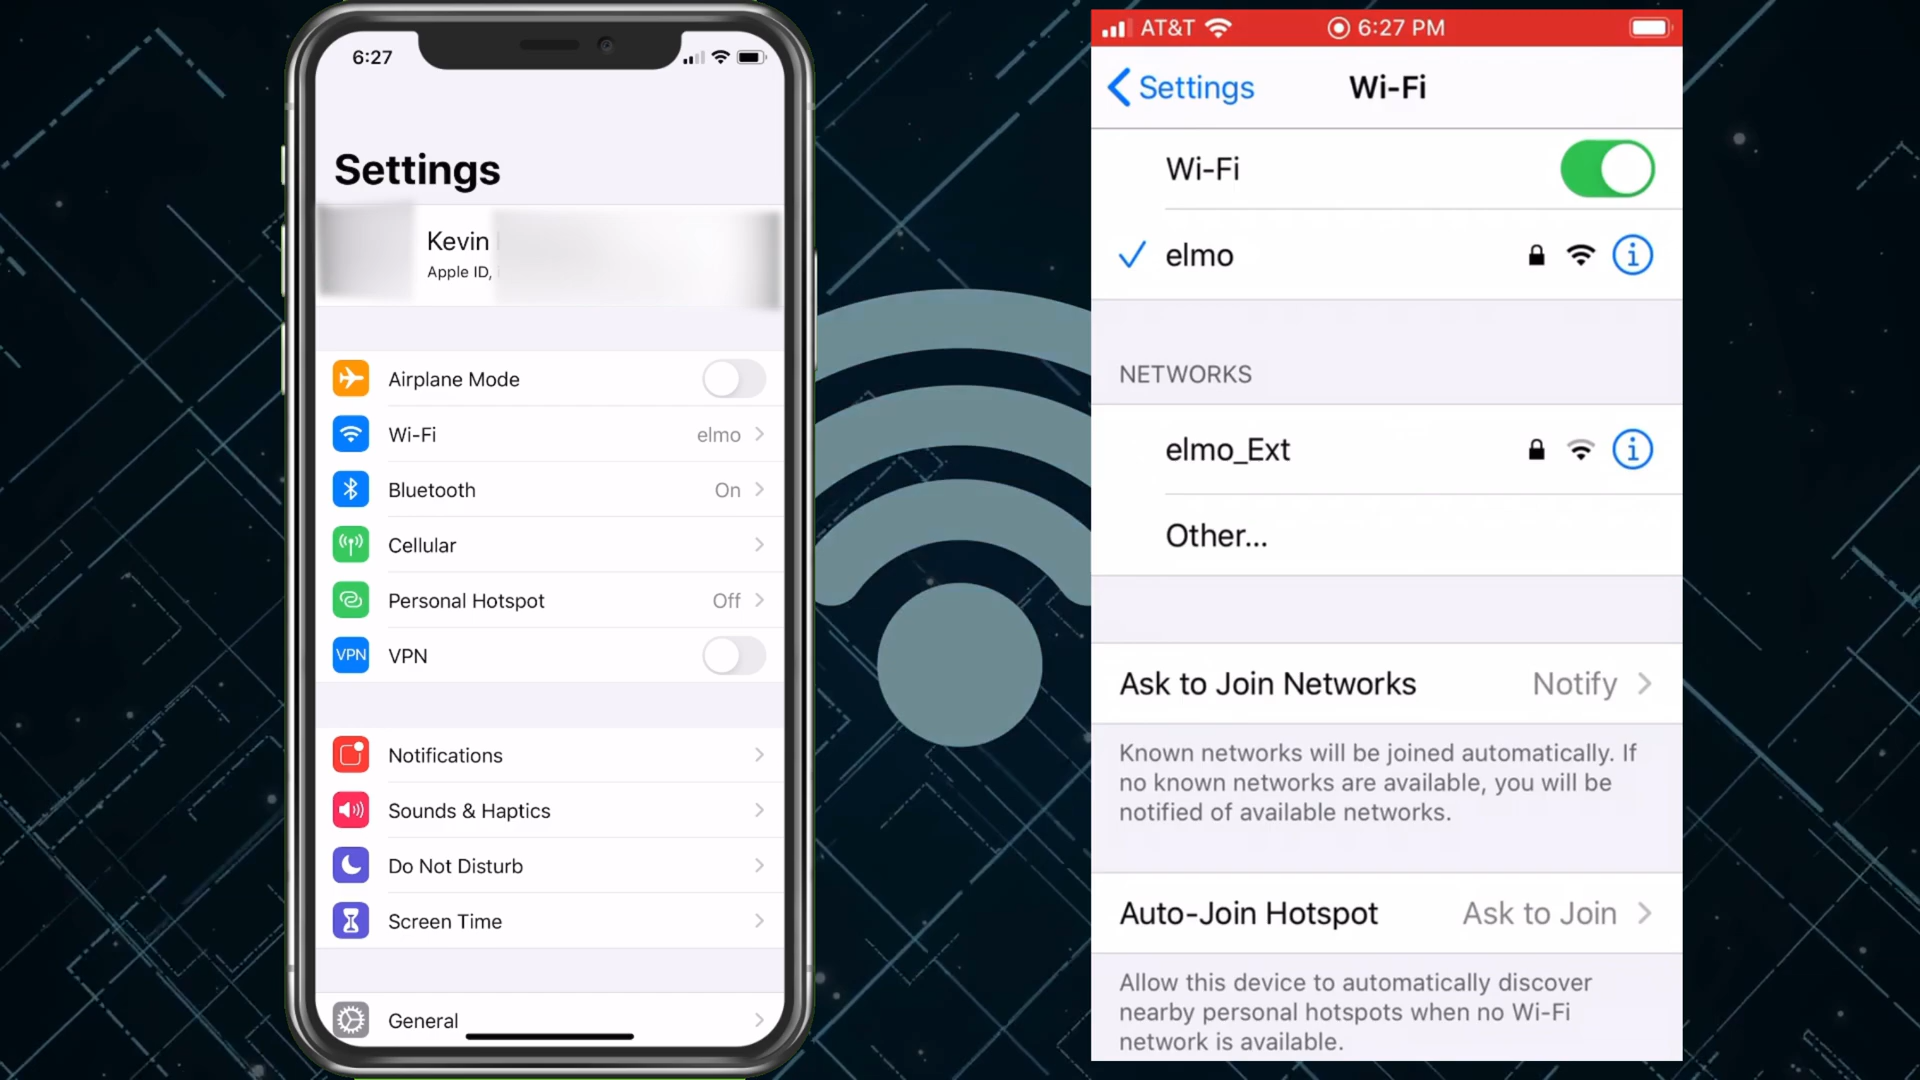 6:27
Settings
Kevin
Apple ID,
Airplane Mode
Wi-Fi elmo
Bluetooth On
Cellular
Personal Hotspot Off
VPN VPN
Notifications
Sounds & Haptics
Do Not Disturb
Screen Time
General
AT&T 6:27 PM
Settings Wi-Fi
Wi-Fi
elmo
NETWORKS
elmo_Ext
Other...
Ask to Join Networks Notify
Known networks will be joined automatically. If
no known networks are available, you will be
notified of available networks.
Auto-Join Hotspot Ask to Join
Allow this device to automatically discover
nearby personal hotspots when no Wi-Fi
network is available.